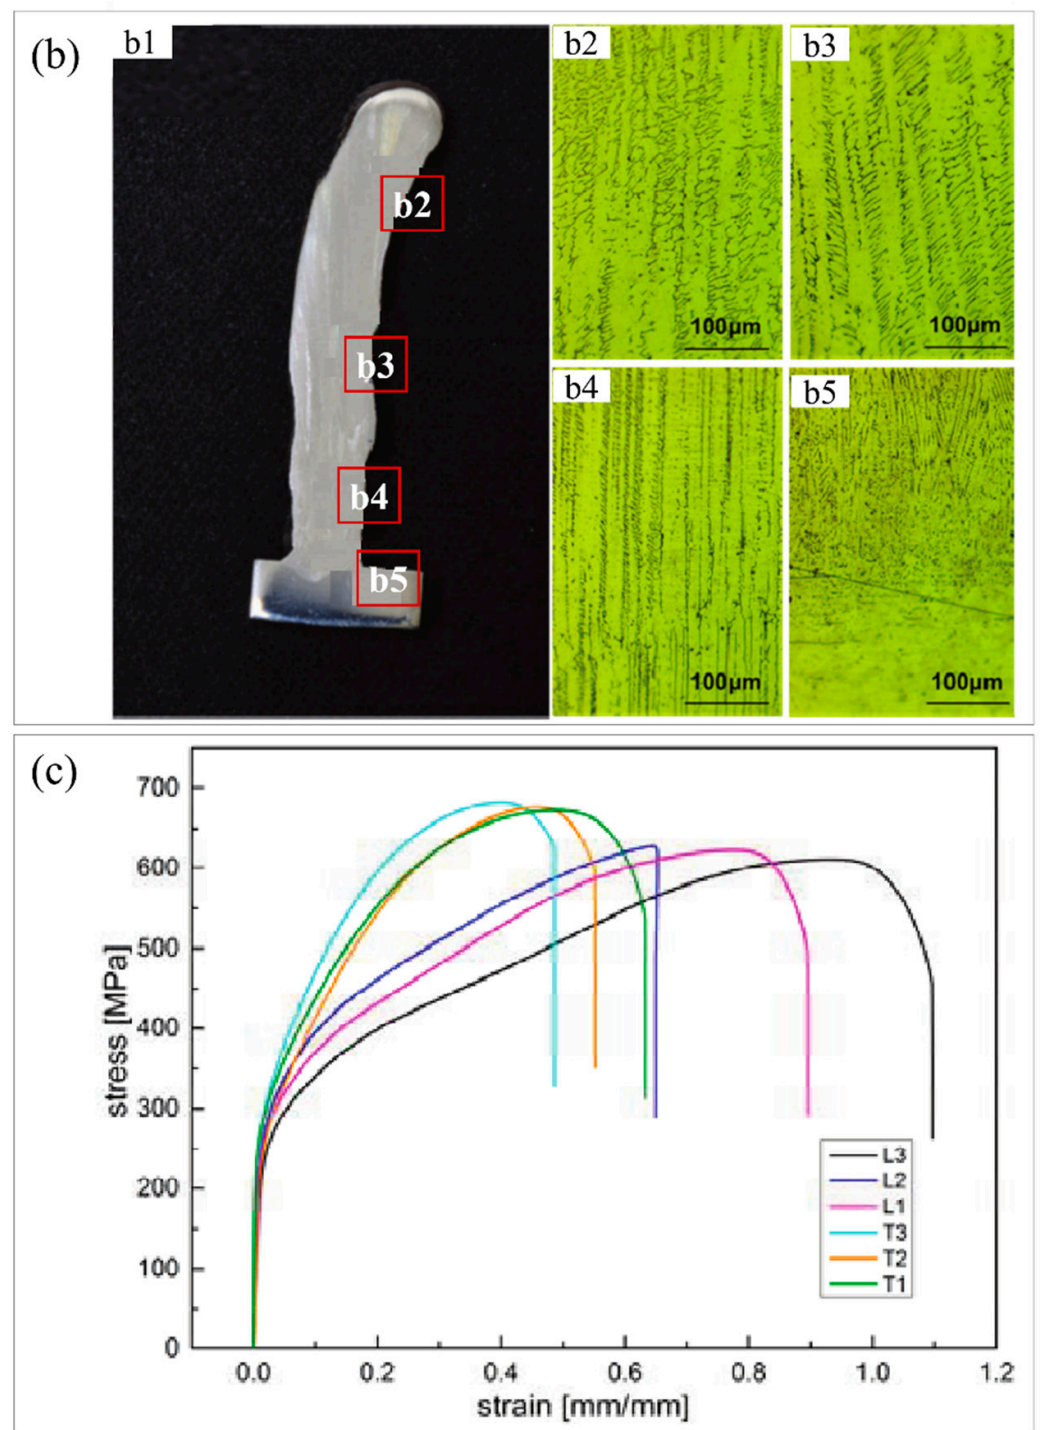 (b)
b1
b2
b3
b4
b5
b2
100μm
b3
100μm
b4
100μm
b5
100μm
(c)
700
600
500
400
300
200
100
0
stress [MPa]
L3
L2
L1
T3
T2
T1
0.0 0.2 0.4 0.6 0.8 1.0 1.2
strain [mm/mm]